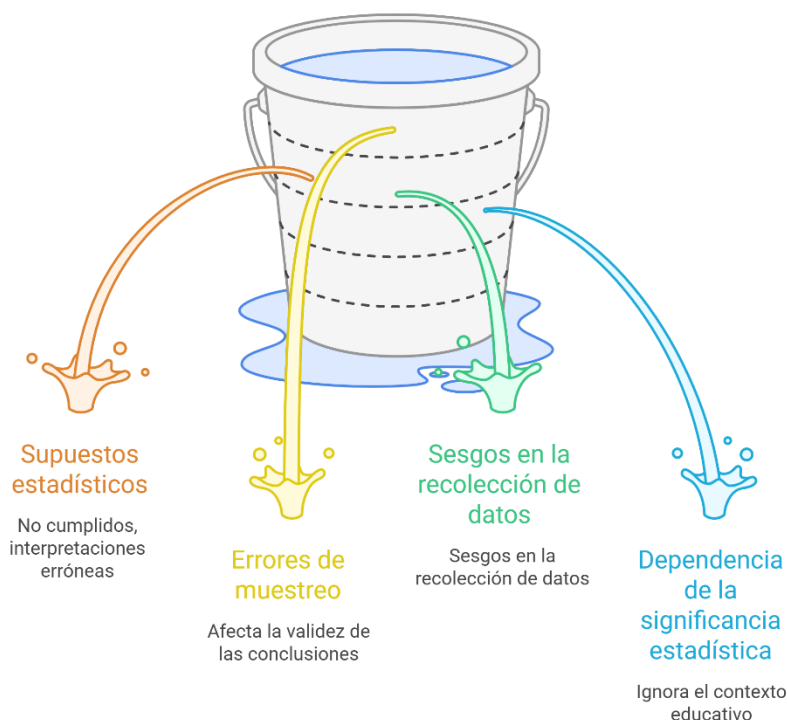 Supuestos
estadísticos
No cumplidos,
interpretaciones
erróneas
Errores de
muestreo
Afecta la validez de
las conclusiones
Sesgos en la
recolección de
datos
Sesgos en la
recolección de datos
Dependencia
de la
significancia
estadística
Ignora el contexto
educativo